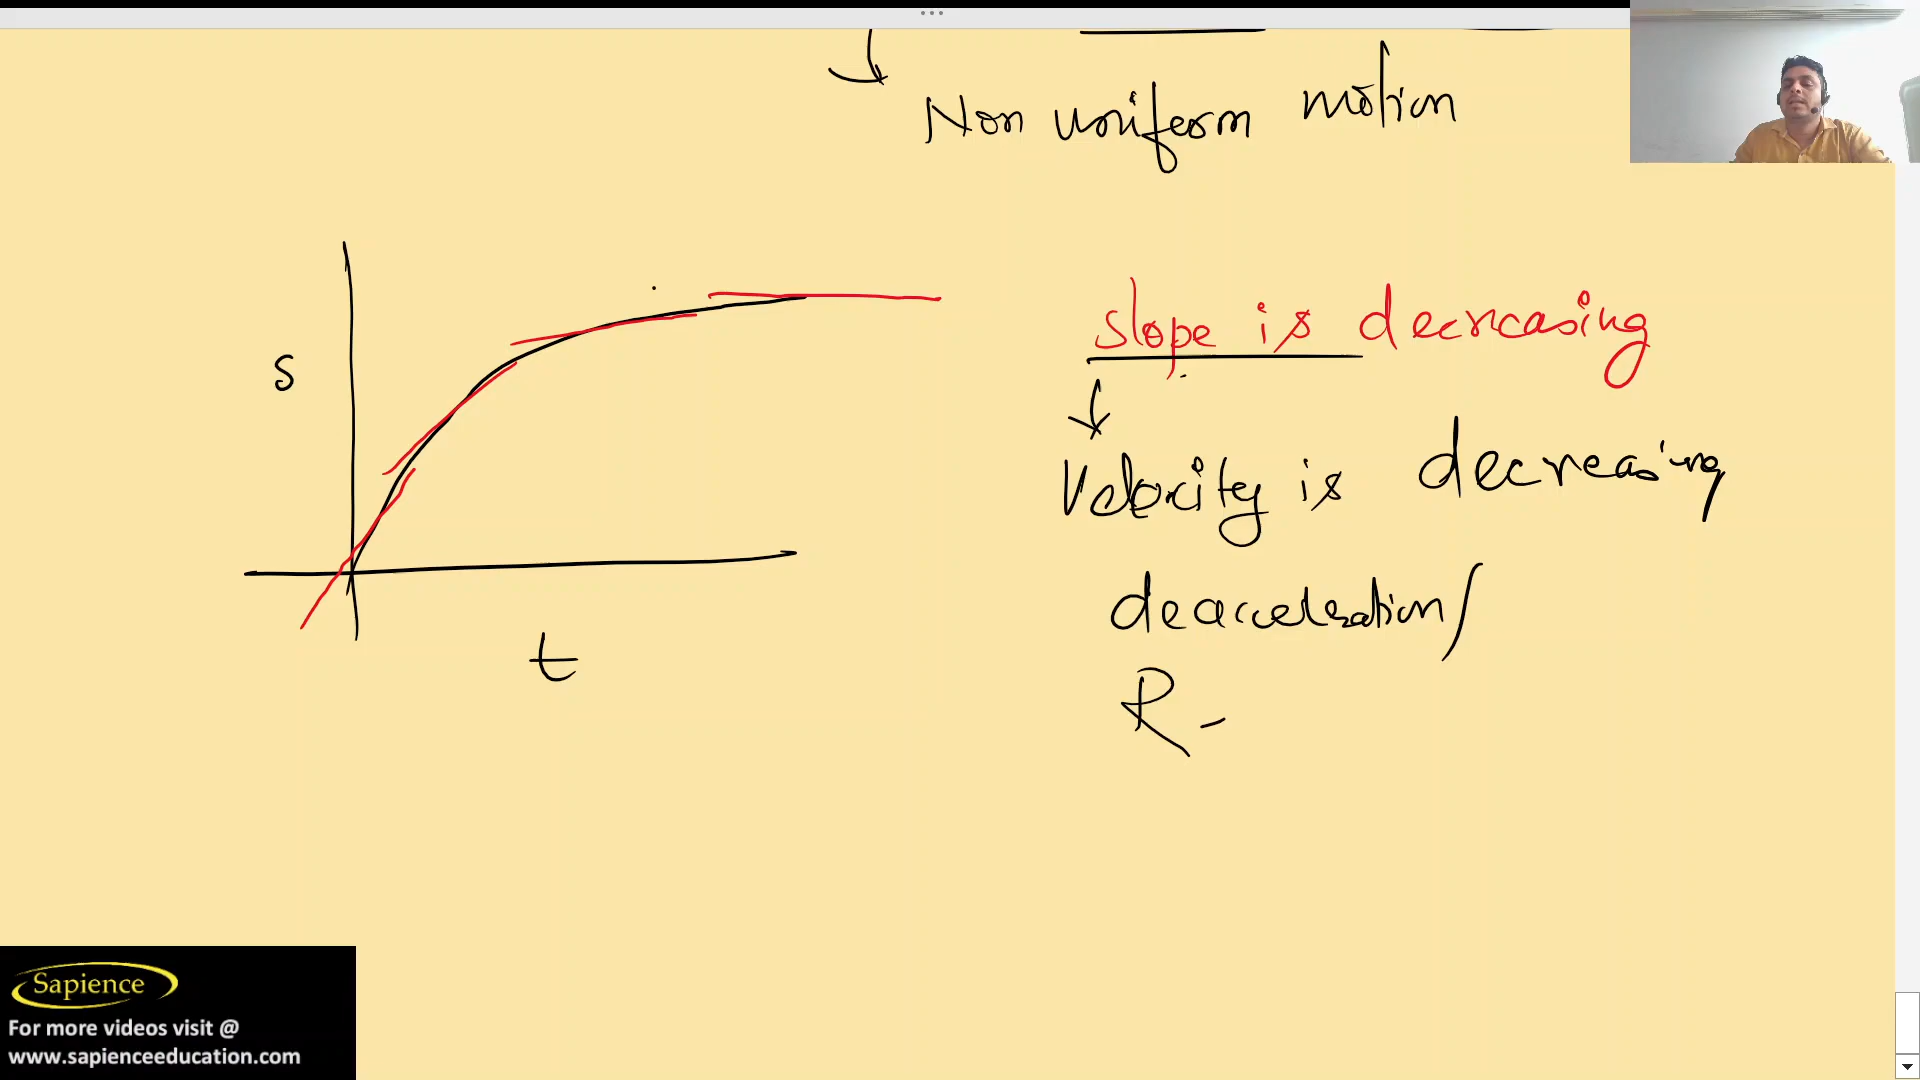 Non uniform motion
s
slope is decreasing
Velocity is decreasing
deacceleration/
R-
t
Sapience
For more videos visit @
www.sapienceeducation.com